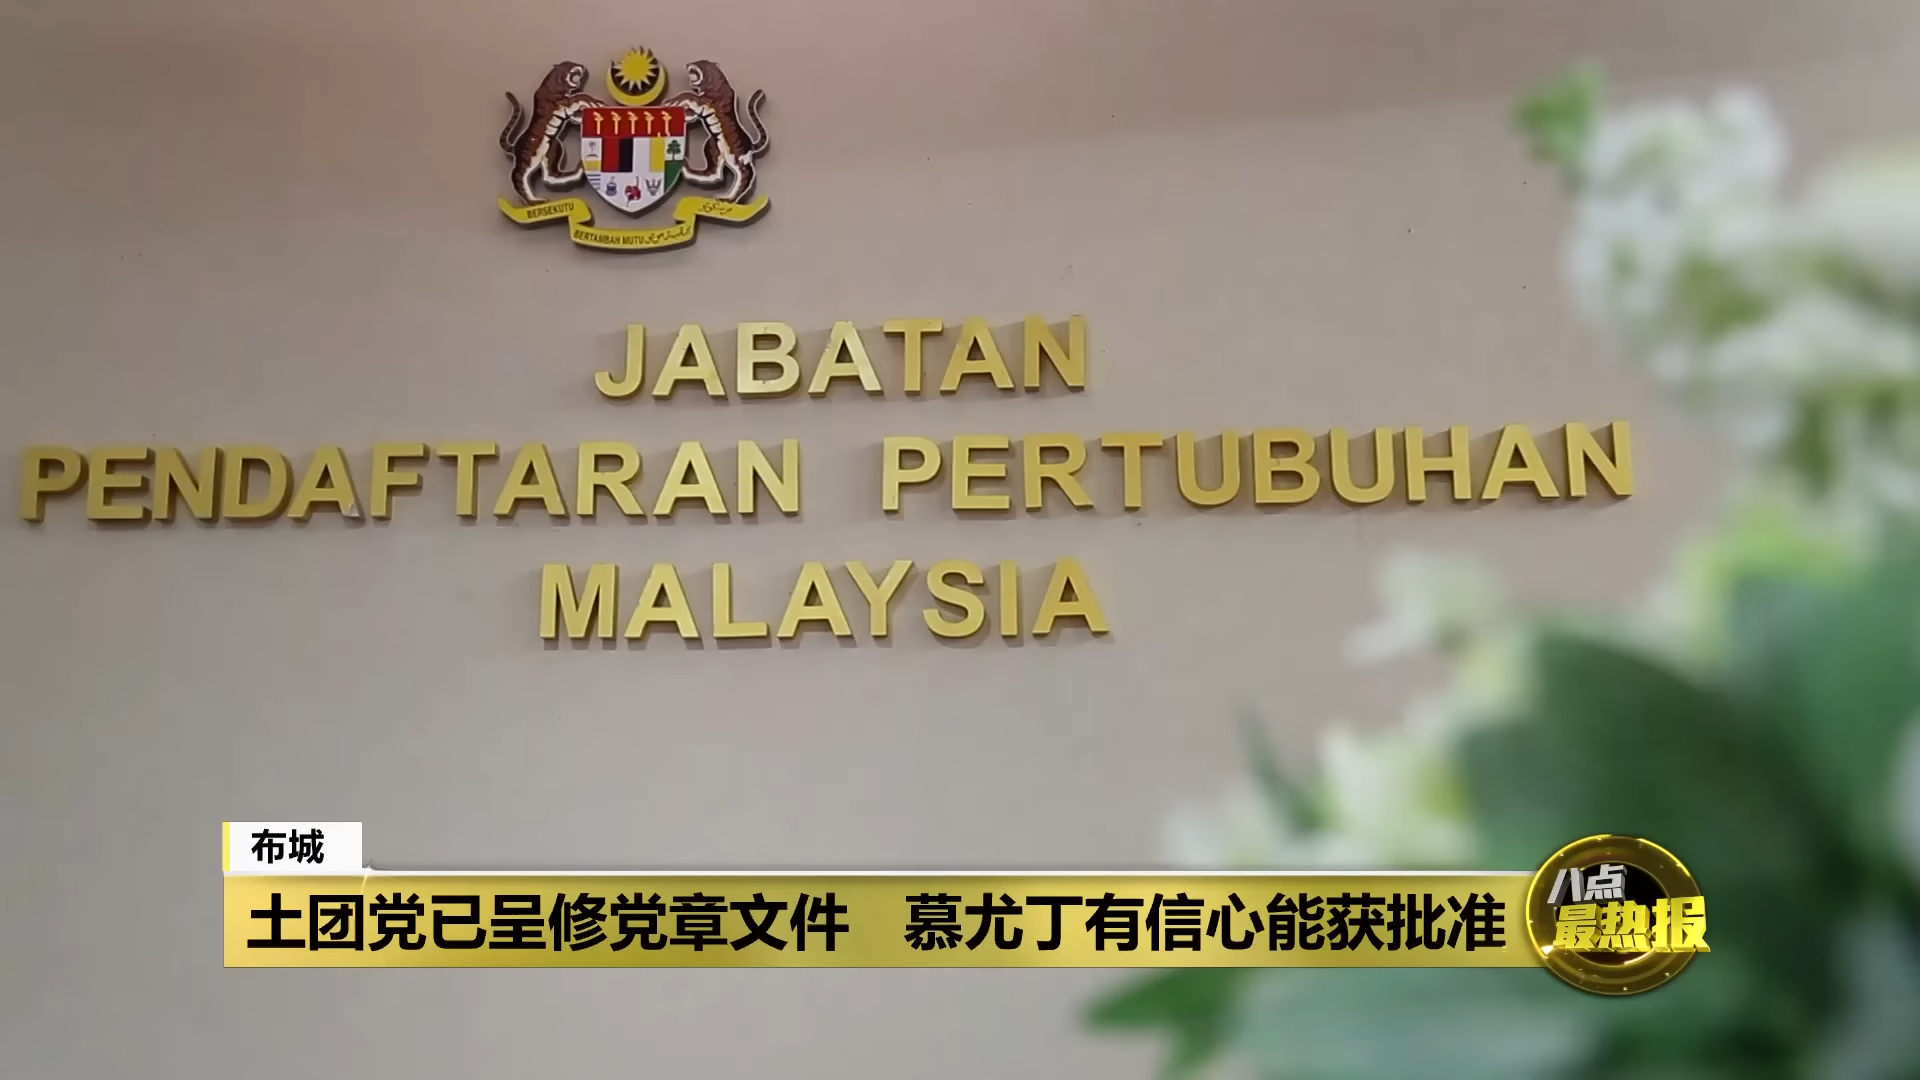 BERSEKUTU
BERTAMBAH MUTU
JABATAN
PENDAFTARAN PERTUBUHAN
MALAYSIA
布城
土团党已呈修党章文件 慕尤丁有信心能获批准
八点
最热报